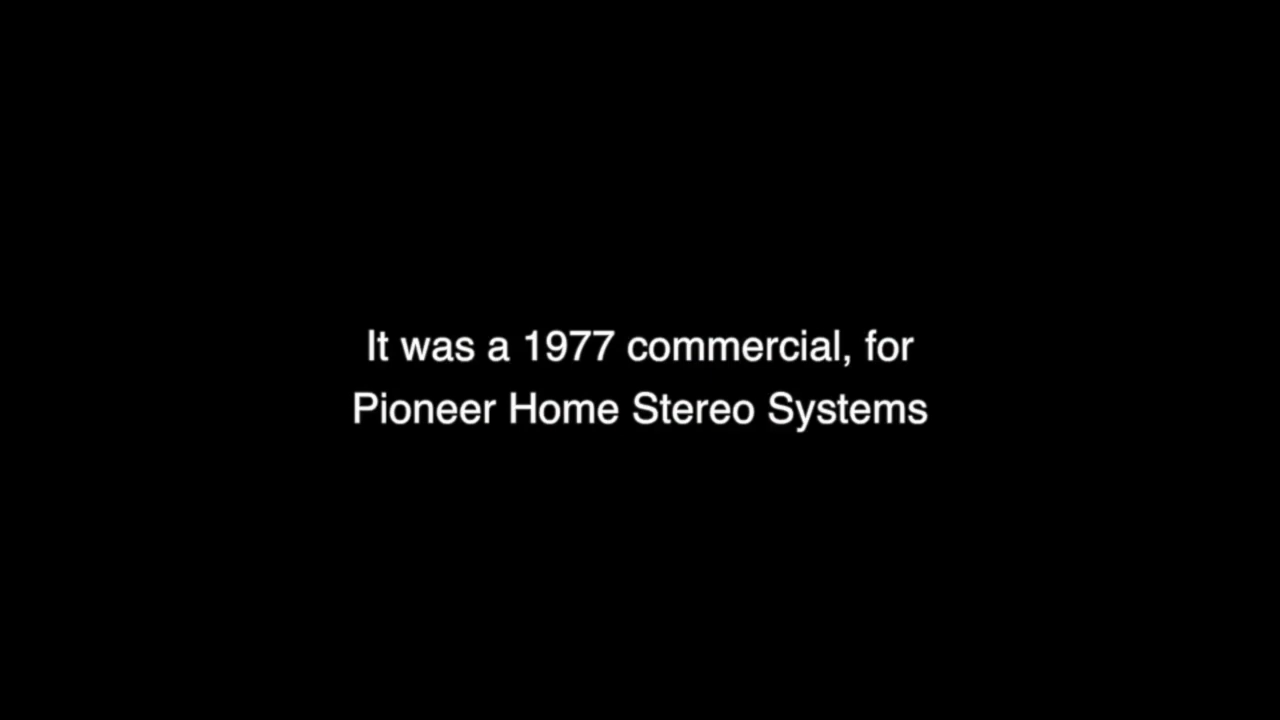 It was a 1977 commercial, for
Pioneer Home Stereo Systems